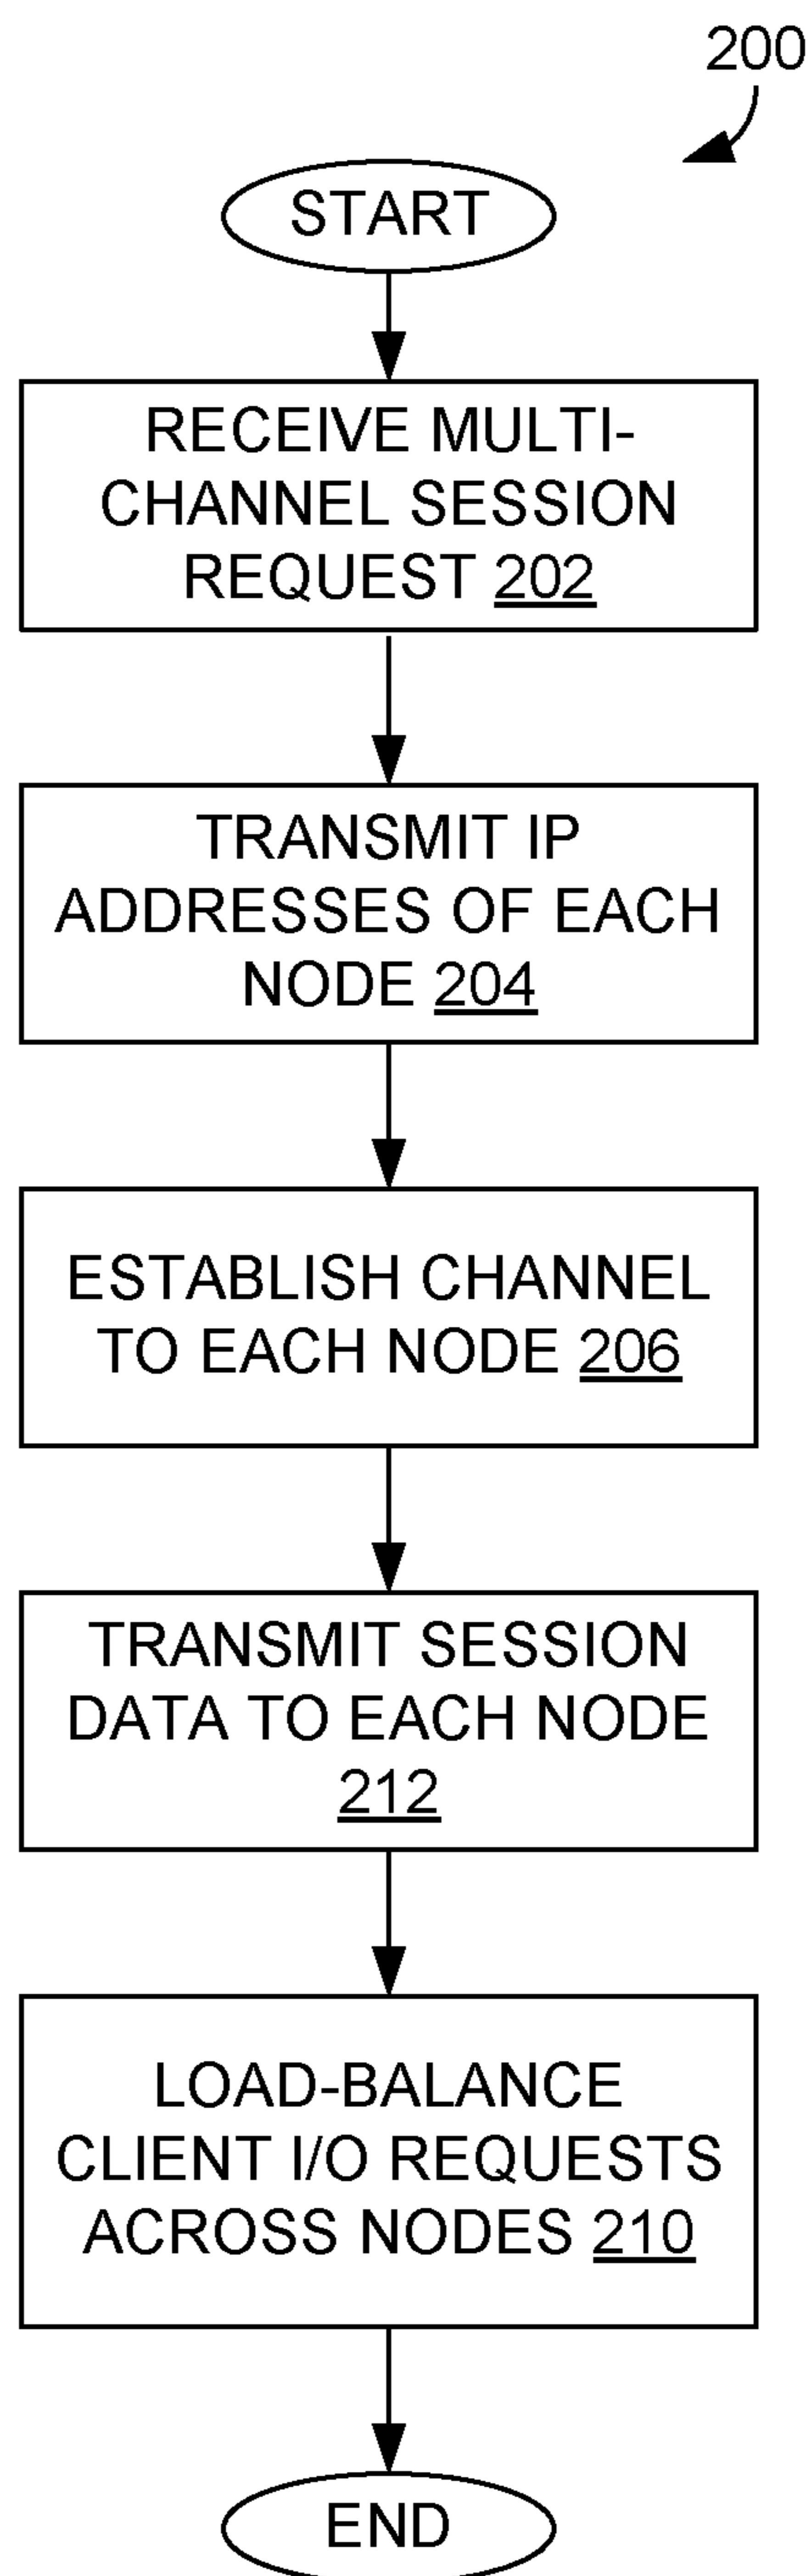 200
START
RECEIVE MULTI-
CHANNEL SESSION
REQUEST 202
TRANSMIT IP
ADDRESSES OF EACH
NODE 204
ESTABLISH CHANNEL
TO EACH NODE 206
TRANSMIT SESSION
DATA TO EACH NODE
212
LOAD-BALANCE
CLIENT I/O REQUESTS
ACROSS NODES 210
END